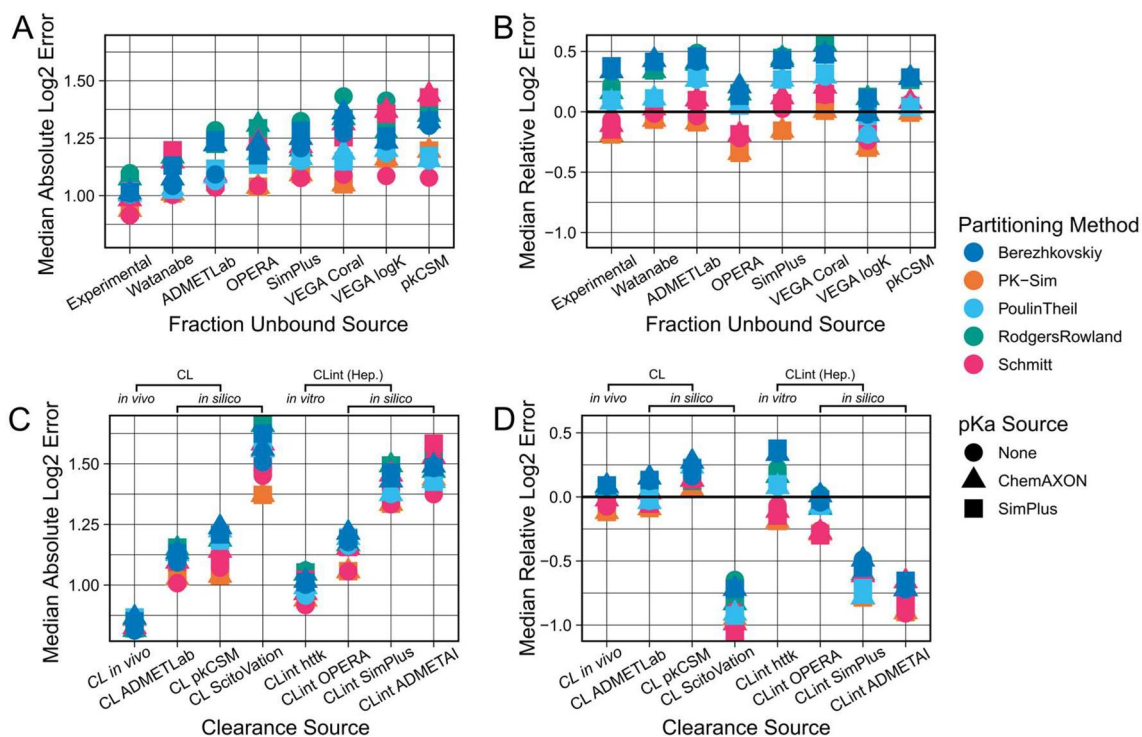 A
Median Absolute Log2 Error
1.50
1.25
1.00
Experimental
Watanabe
ADMETLab
OPERA
SimPlus
VEGA Coral
VEGA logK
pkCSM
Fraction Unbound Source
B
Median Relative Log2 Error
0.5
0.0
−0.5
−1.0
Experimental
Watanabe
ADMETLab
OPERA
SimPlus
VEGA Coral
VEGA logK
pkCSM
Fraction Unbound Source
Partitioning Method
Berezhkovskiy
PK−Sim
PoulinTheil
RodgersRowland
Schmitt
pKa Source
None
ChemAXON
SimPlus
C
CL
CLint (Hep.)
in vivo
in silico
in vitro
in silico
Median Absolute Log2 Error
1.50
1.25
1.00
CL in vivo
CL ADMETLab
CL pkCSM
CL ScitoVation
CLint httk
CLint OPERA
CLint SimPlus
CLint ADMETAI
Clearance Source
D
CL
CLint (Hep.)
in vivo
in silico
in vitro
in silico
Median Relative Log2 Error
0.5
0.0
−0.5
−1.0
CL in vivo
CL ADMETLab
CL pkCSM
CL ScitoVation
CLint httk
CLint OPERA
CLint SimPlus
CLint ADMETAI
Clearance Source